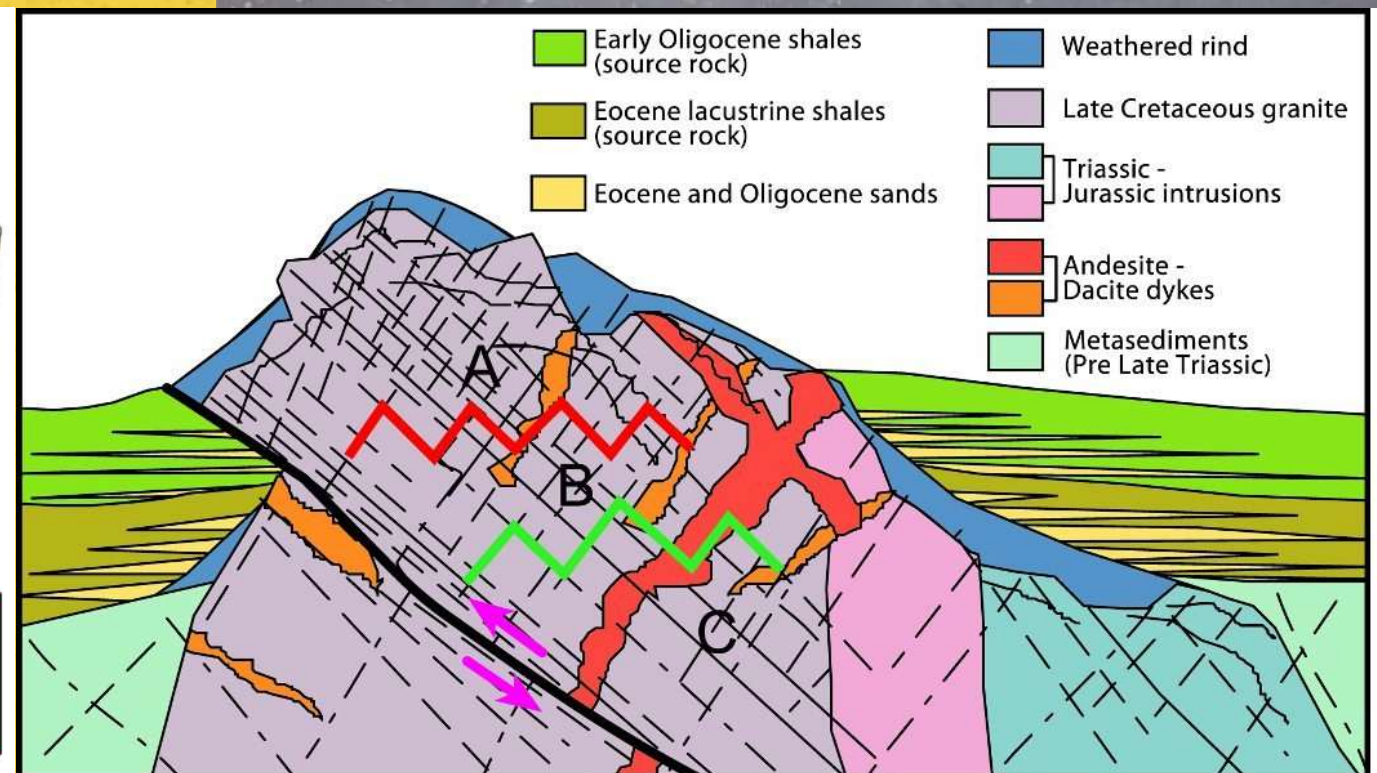 Early Oligocene shales
(source rock)
Eocene lacustrine shales
(source rock)
Eocene and Oligocene sands
Weathered rind
Late Cretaceous granite
Triassic -
Jurassic intrusions
Andesite -
Dacite dykes
Metasediments
(Pre Late Triassic)
A
B
C